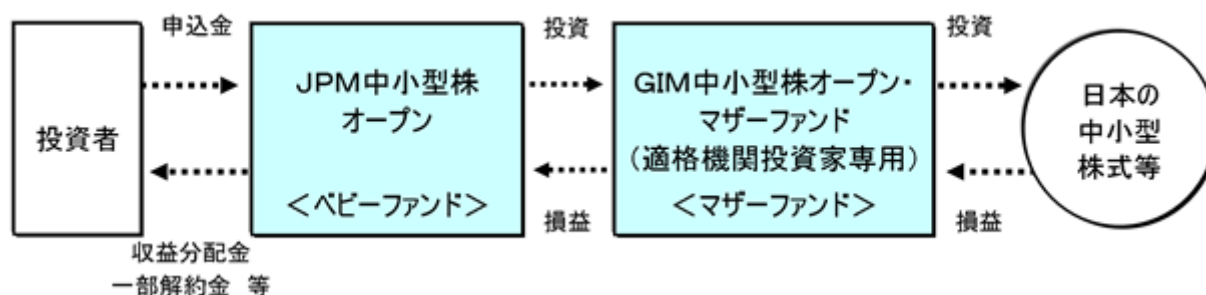 申込金
投資
投資
投資者
JPM中小型株
オープン
<ベビーファンド>
GIM中小型株オープン・
マザーファンド
(適格機関投資家専用)
<マザーファンド>
日本の
中小型
株式等
収益分配金
一部解約金 等
損益
損益